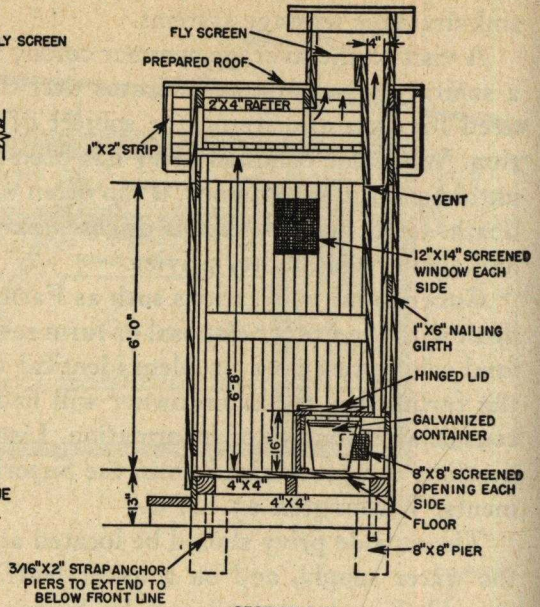 LY SCREEN
FLY SCREEN
4"
PREPARED ROOF
2"X4" RAFTER
1"X2" STRIP
VENT
12"X14" SCREENED
WINDOW EACH
SIDE
6'-0"
1"X6" NAILING
GIRTH
6'-8"
HINGED LID
16"
GALVANIZED
CONTAINER
8"X8" SCREENED
OPENING EACH
SIDE
4"X4"
4"X4"
13"
FLOOR
8"X8" PIER
3/16"X2" STRAP ANCHOR
PIERS TO EXTEND TO
BELOW FRONT LINE